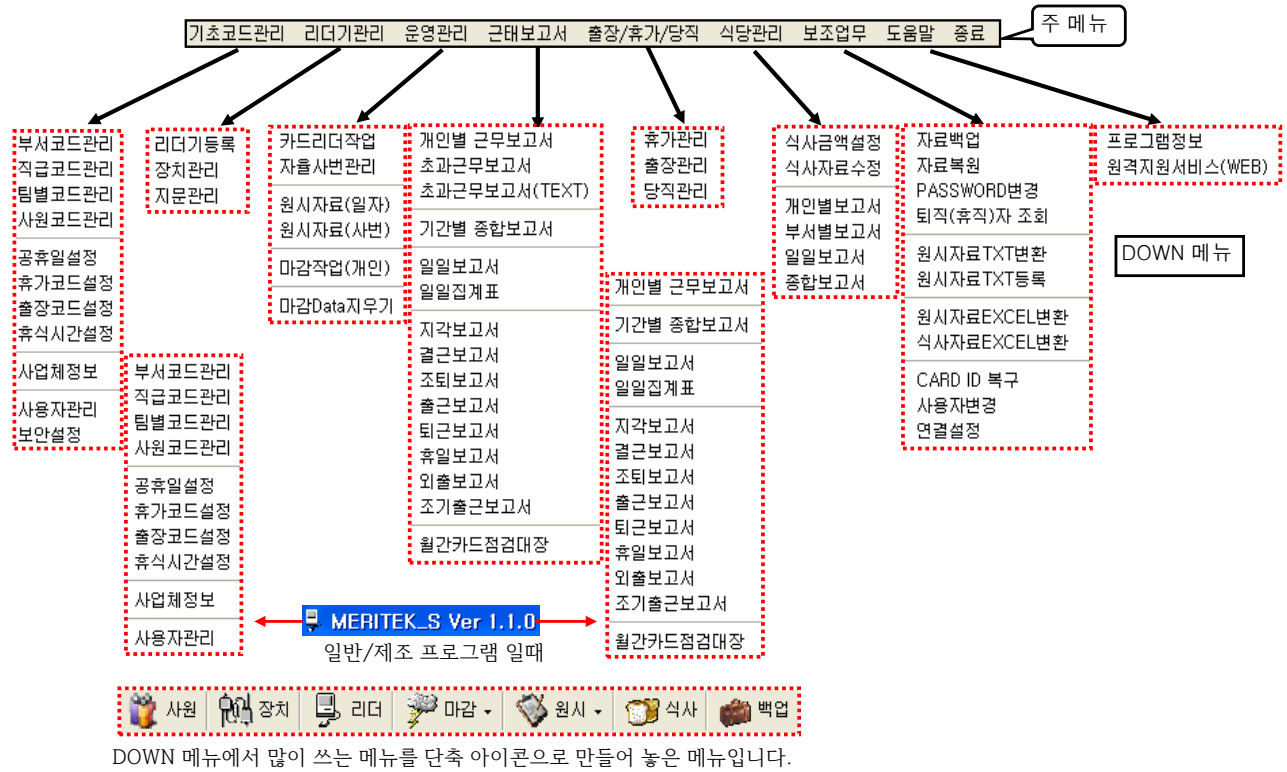 기초코드관리 리더기관리 운영관리 근태보고서 출장/휴가/당직 식당관리 보조업무 도움말 종료
주 메뉴
부서코드관리
직급코드관리
팀별코드관리
사원코드관리
공휴일설정
휴가코드설정
출장코드설정
휴식시간설정
사업체정보
사용자관리
보안설정
리더기등록
장치관리
지문관리
카드리더작업
자율사번관리
원시자료(일자)
원시자료(사번)
마감작업(개인)
마감Data지우기
개인별 근무보고서
초과근무보고서
초과근무보고서(TEXT)
기간별 종합보고서
일일보고서
일일집계표
지각보고서
결근보고서
조퇴보고서
출근보고서
퇴근보고서
휴일보고서
외출보고서
조기출근보고서
월간카드점검대장
휴가관리
출장관리
당직관리
식사금액설정
식사자료수정
개인별보고서
부서별보고서
일일보고서
종합보고서
자료백업
자료복원
PASSWORD변경
퇴직(휴직)자 조회
원시자료TXT변환
원시자료TXT등록
원시자료EXCEL변환
식사자료EXCEL변환
CARD ID 복구
사용자변경
연결설정
프로그램정보
원격지원서비스(WEB)
DOWN 메뉴
부서코드관리
직급코드관리
팀별코드관리
사원코드관리
공휴일설정
휴가코드설정
출장코드설정
휴식시간설정
사업체정보
사용자관리
개인별 근무보고서
기간별 종합보고서
일일보고서
일일집계표
지각보고서
결근보고서
조퇴보고서
출근보고서
퇴근보고서
휴일보고서
외출보고서
조기출근보고서
월간카드점검대장
MERITEK_S Ver 1.1.0
일반/제조 프로그램 일때
사원 장치 리더 마감 원시 식사 백업
DOWN 메뉴에서 많이 쓰는 메뉴를 단축 아이콘으로 만들어 놓은 메뉴입니다.